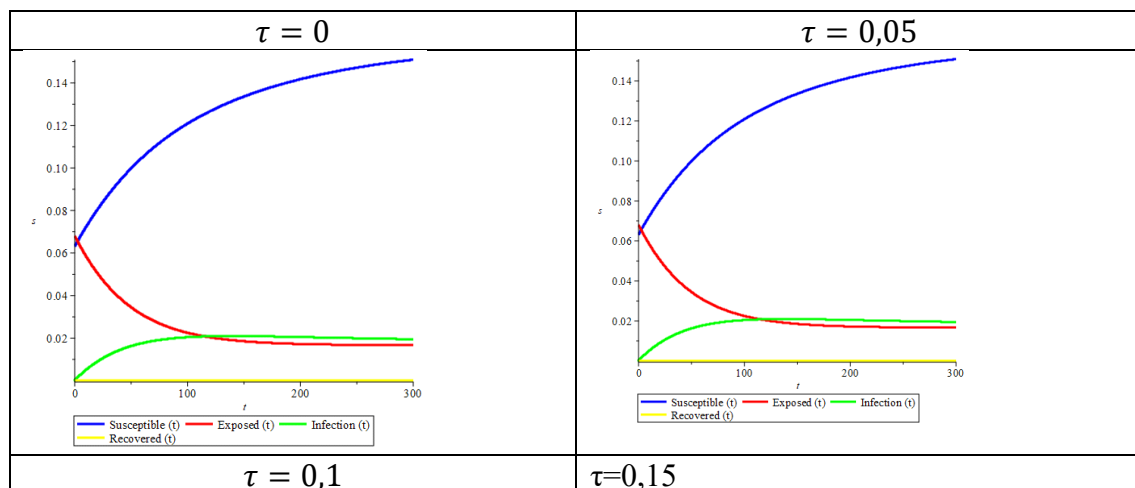 τ = 0
τ = 0,05
0.14
0.12
0.10
0.08
s
0.06
0.04
0.02
0 100 200 300
t
Susceptible (t) Exposed (t) Infection (t)
Recovered (t)
0.14
0.12
0.10
0.08
s
0.06
0.04
0.02
0 100 200 300
t
Susceptible (t) Exposed (t) Infection (t)
Recovered (t)
τ = 0,1
τ=0,15